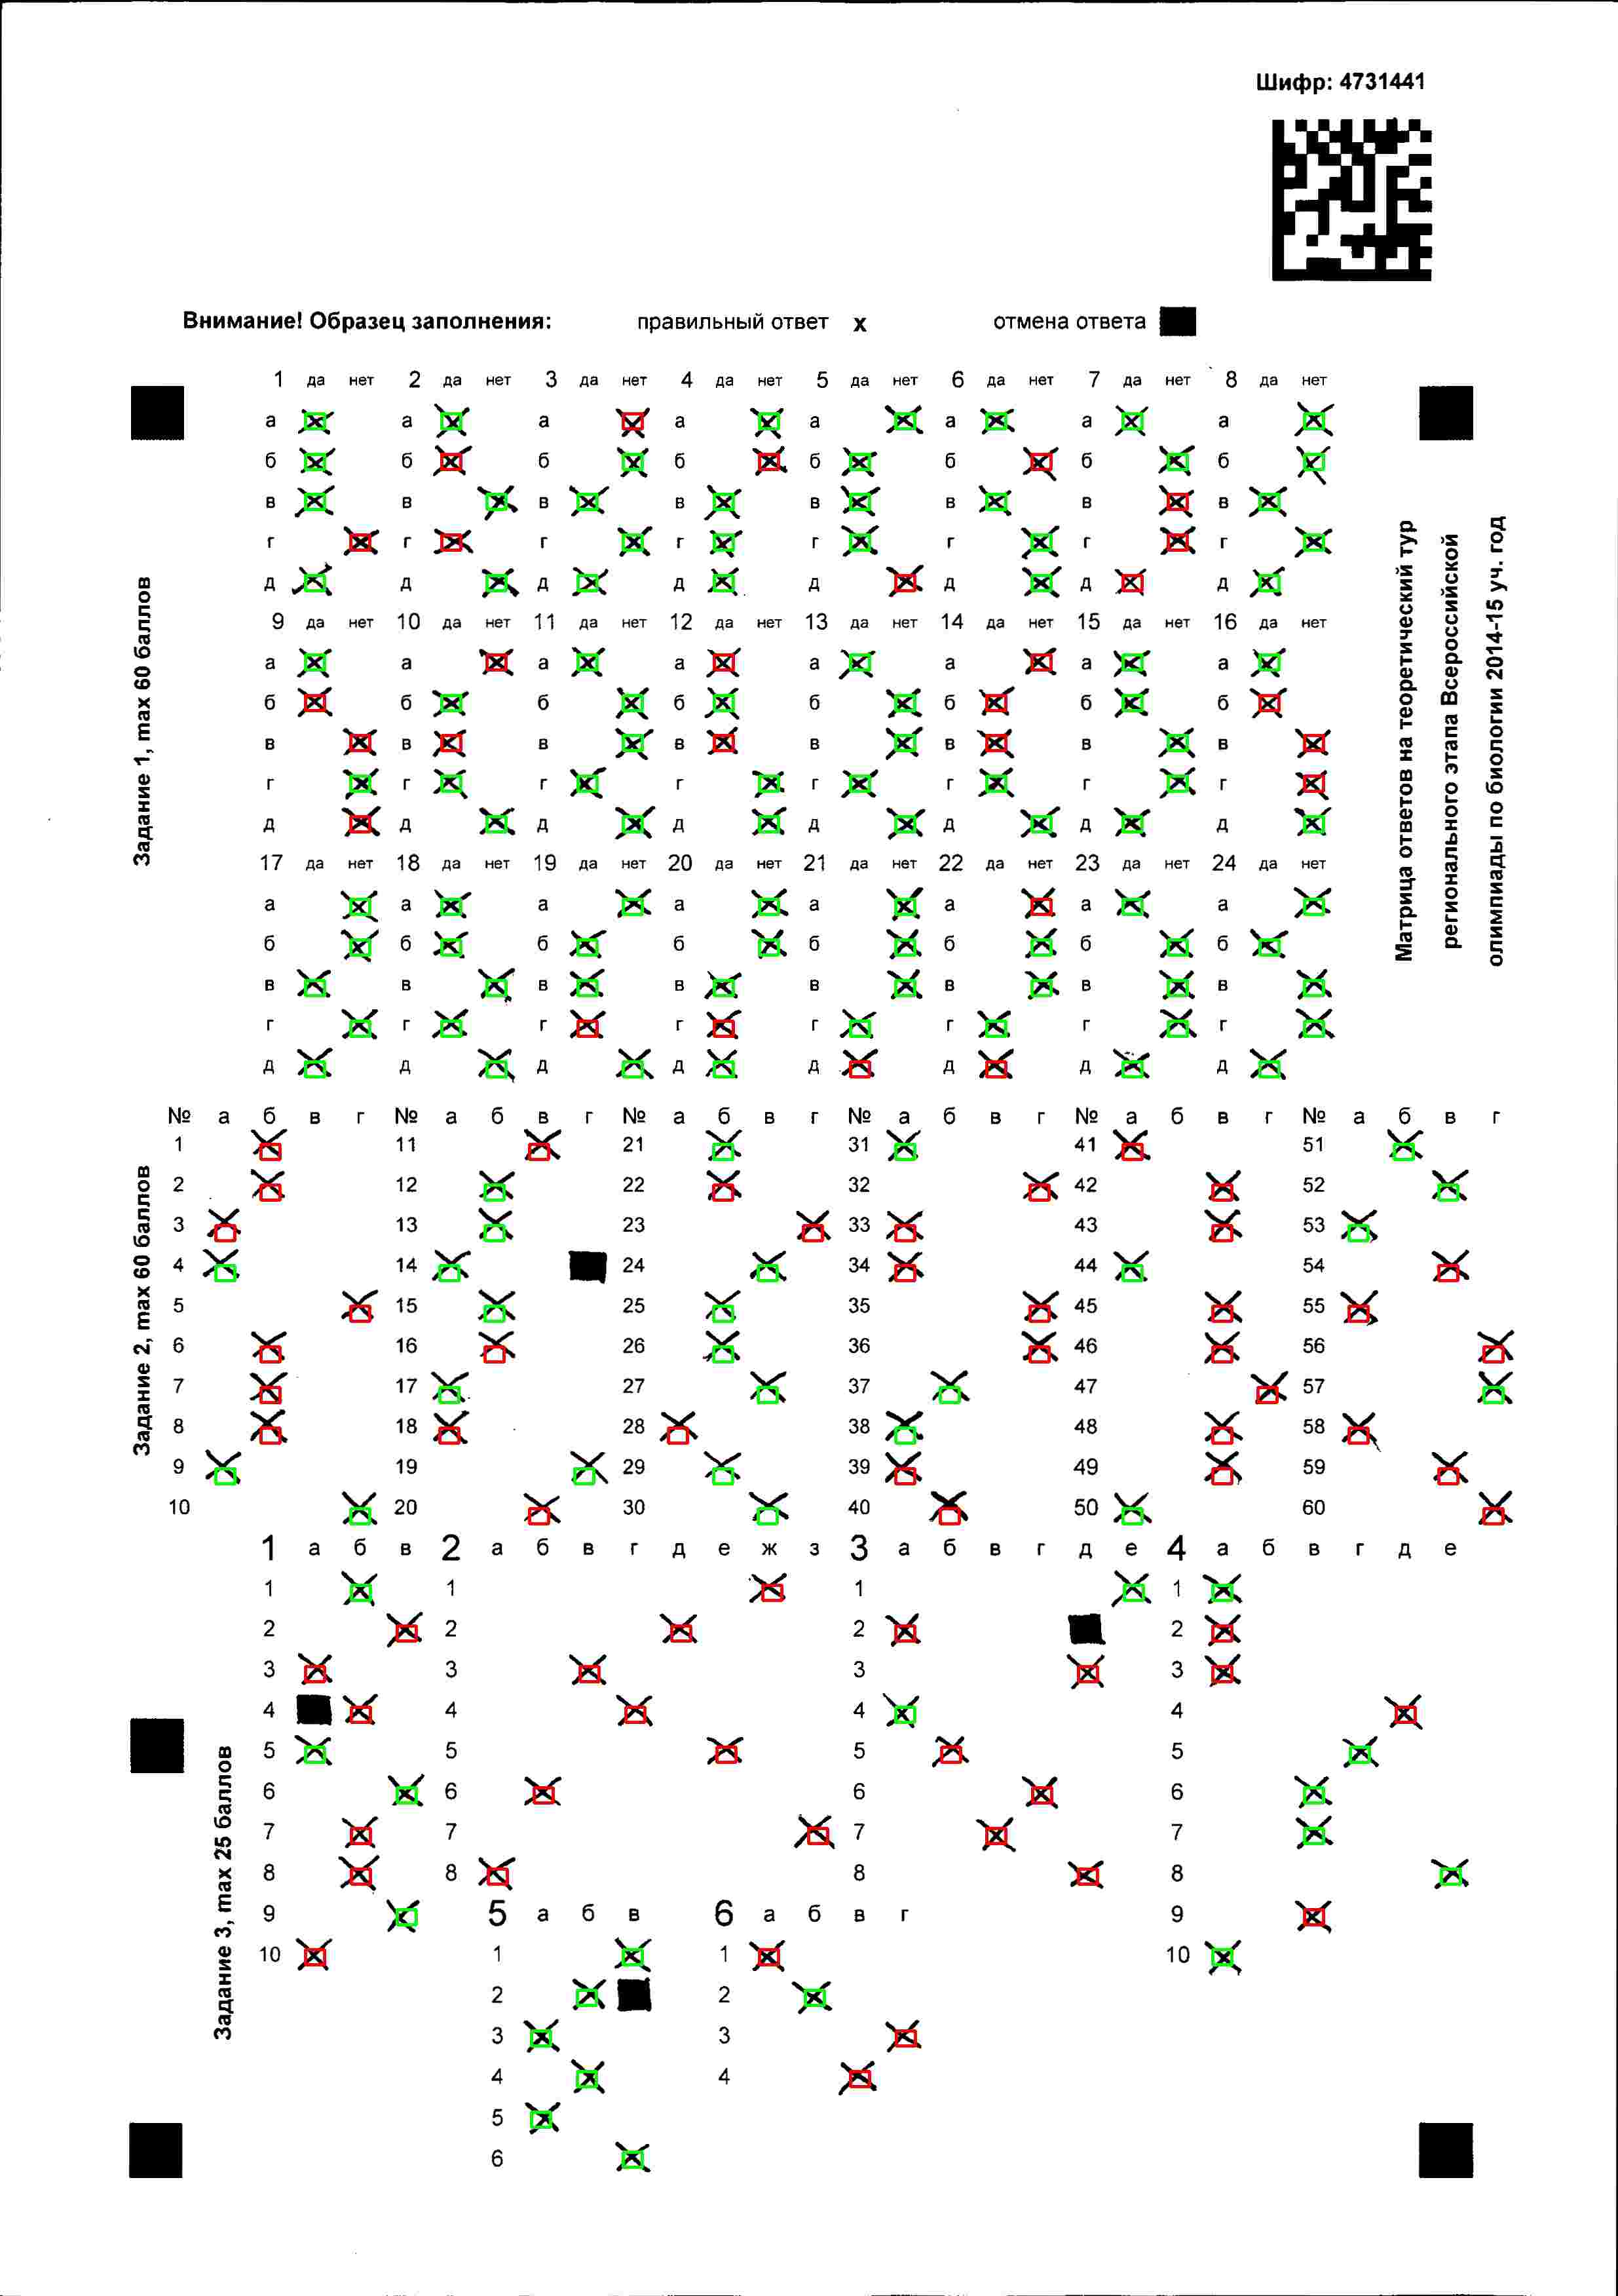 Шифр: 4731441
Внимание! Образец заполнения: правильный ответ х отмена ответа
Задание 1, max 60 баллов
1 да нет 2 да нет 3 да нет 4 да нет 5 да нет 6 да нет 7 да нет 8 да нет
а а а а а а а а
б б б б б б б б
в в в в в в в в
г г г г г г г г
д д д д д д д д
9 да нет 10 да нет 11 да нет 12 да нет 13 да нет 14 да нет 15 да нет 16 да нет
а а а а а а а а
б б б б б б б б
в в в в в в в в
г г г г г г г г
д д д д д д д д
17 да нет 18 да нет 19 да нет 20 да нет 21 да нет 22 да нет 23 да нет 24 да нет
а а а а а а а а
б б б б б б б б
в в в в в в в в
г г г г г г г г
д д д д д д д д
Матрица ответов на теоретический тур
регионального этапа Всероссийской
олимпиады по биологии 2014-15 уч. год
Задание 2, max 60 баллов
№ а б в г № а б в г № а б в г № а б в г № а б в г № а б в г
1 11 21 31 41 51
2 12 22 32 42 52
3 13 23 33 43 53
4 14 24 34 44 54
5 15 25 35 45 55
6 16 26 36 46 56
7 17 27 37 47 57
8 18 28 38 48 58
9 19 29 39 49 59
10 20 30 40 50 60
Задание 3, max 25 баллов
1 а б в 2 а б в г д е ж з 3 а б в г д е 4 а б в г д е
1 1 1 1
2 2 2 2
3 3 3 3
4 4 4 4
5 5 5 5
6 6 6 6
7 7 7 7
8 8 8 8
9 5 а б в 6 а б в г 9
10 1 1 10
2 2
3 3
4 4
5
6